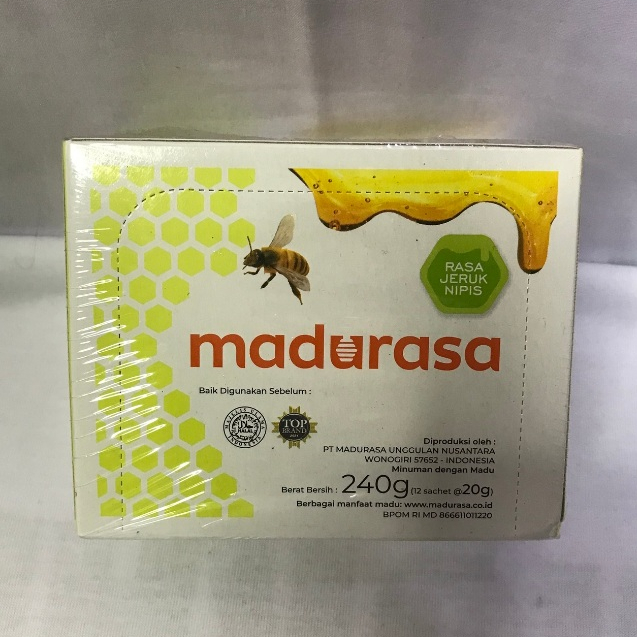 RASA
JERUK
NIPIS
madurasa
Baik Digunakan Sebelum :
HALAL
TOP
BRAND
Diproduksi oleh :
PT MADURASA UNGGULAN NUSANTARA
WONOGIRI 57652 - INDONESIA
Minuman dengan Madu
Berat Bersih : 240g (12 sachet @20g)
Berbagai manfaat madu: www.madurasa.co.id
BPOM RI MD 866611011220